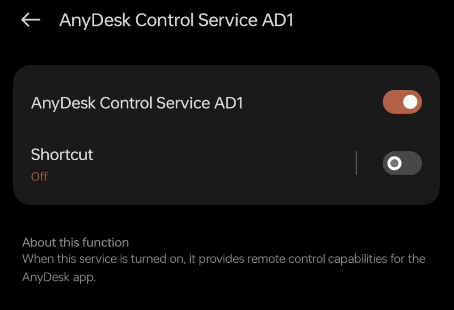 AnyDesk Control Service AD1
AnyDesk Control Service AD1
Shortcut
Off
About this function
When this service is turned on, it provides remote control capabilities for the
AnyDesk app.